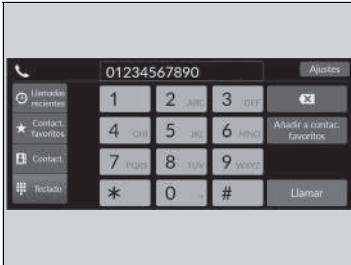 01234567890
Ajustes
Llamadas
recientes
1
2 ABC
3 DEF
Contact.
favoritos
4 GHI
5 JKL
6 MNO
Añadir a contac.
favoritos
Contact.
7 PQRS
8 TUV
9 WXYZ
Teclado
*
0 +
#
Llamar